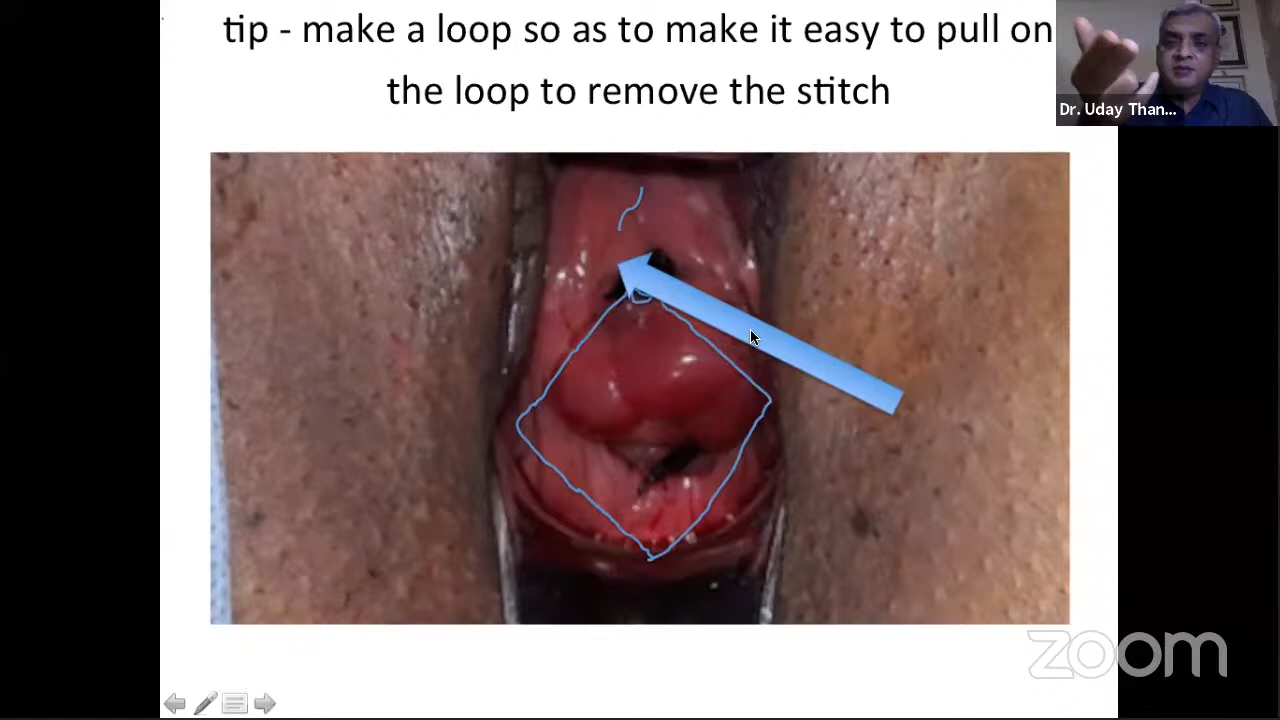 tip - make a loop so as to make it easy to pull on
the loop to remove the stitch
Dr. Uday Than...
zoom